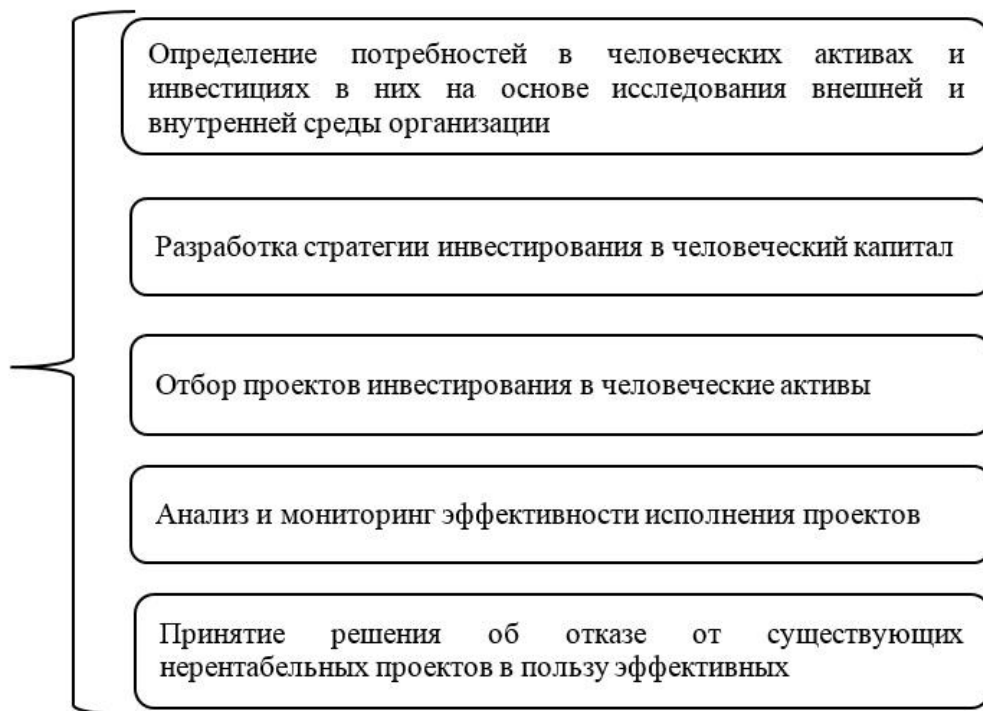 Определение потребностей в человеческих активах и
инвестициях в них на основе исследования внешней и
внутренней среды организации
Разработка стратегии инвестирования в человеческий капитал
Отбор проектов инвестирования в человеческие активы
Анализ и мониторинг эффективности исполнения проектов
Принятие решения об отказе от существующих
нерентабельных проектов в пользу эффективных